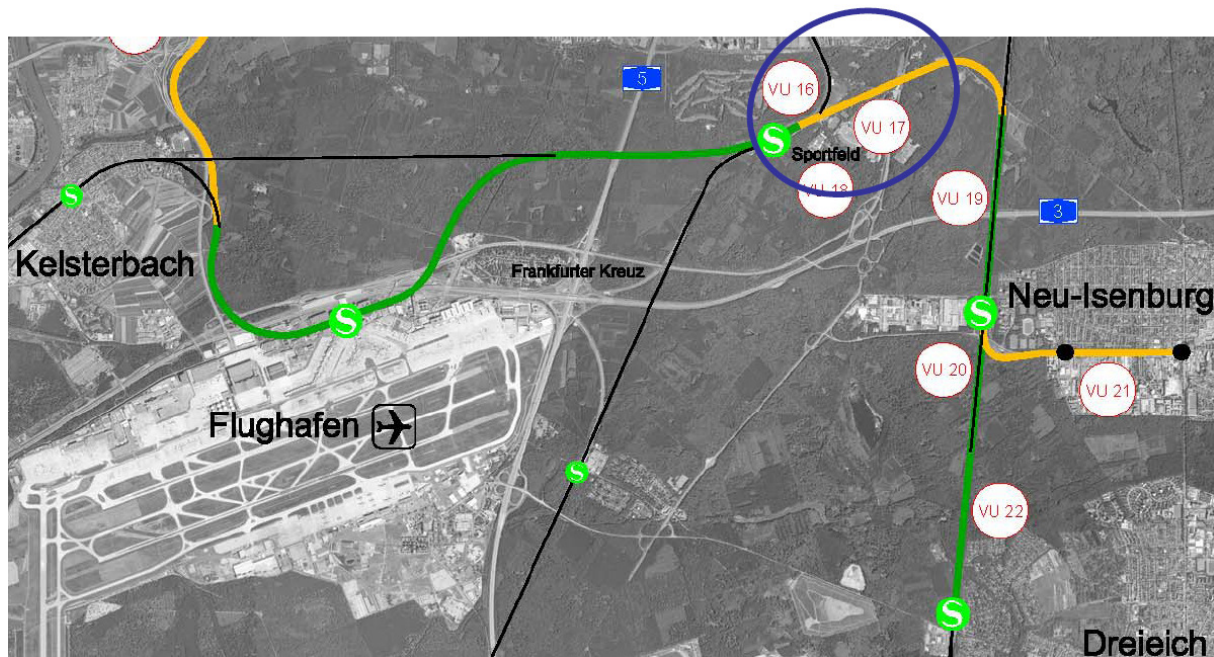 5
VU 16
VU 17
S
Sportfeld
VU 18
VU 19
S
3
Kelsterbach
Frankfurter Kreuz
S
S
Neu-Isenburg
VU 20
VU 21
Flughafen
S
VU 22
S
Dreieich